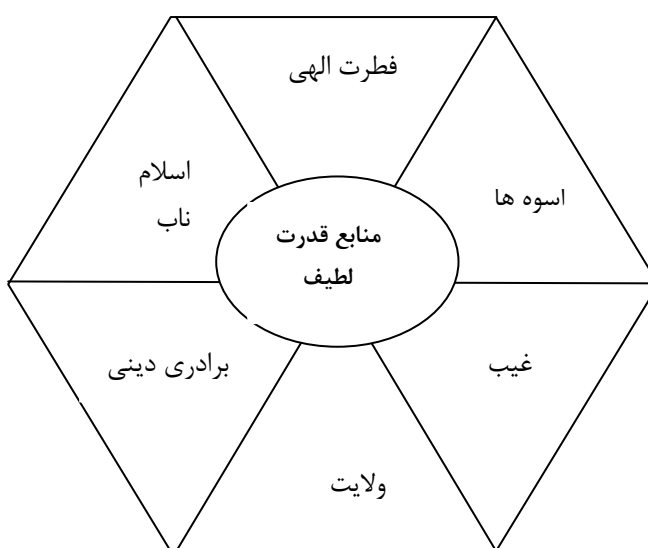 فطرت الهی
اسوه ها
اسلام
ناب
منابع قدرت
لطیف
برادری دینی
غیب
ولایت